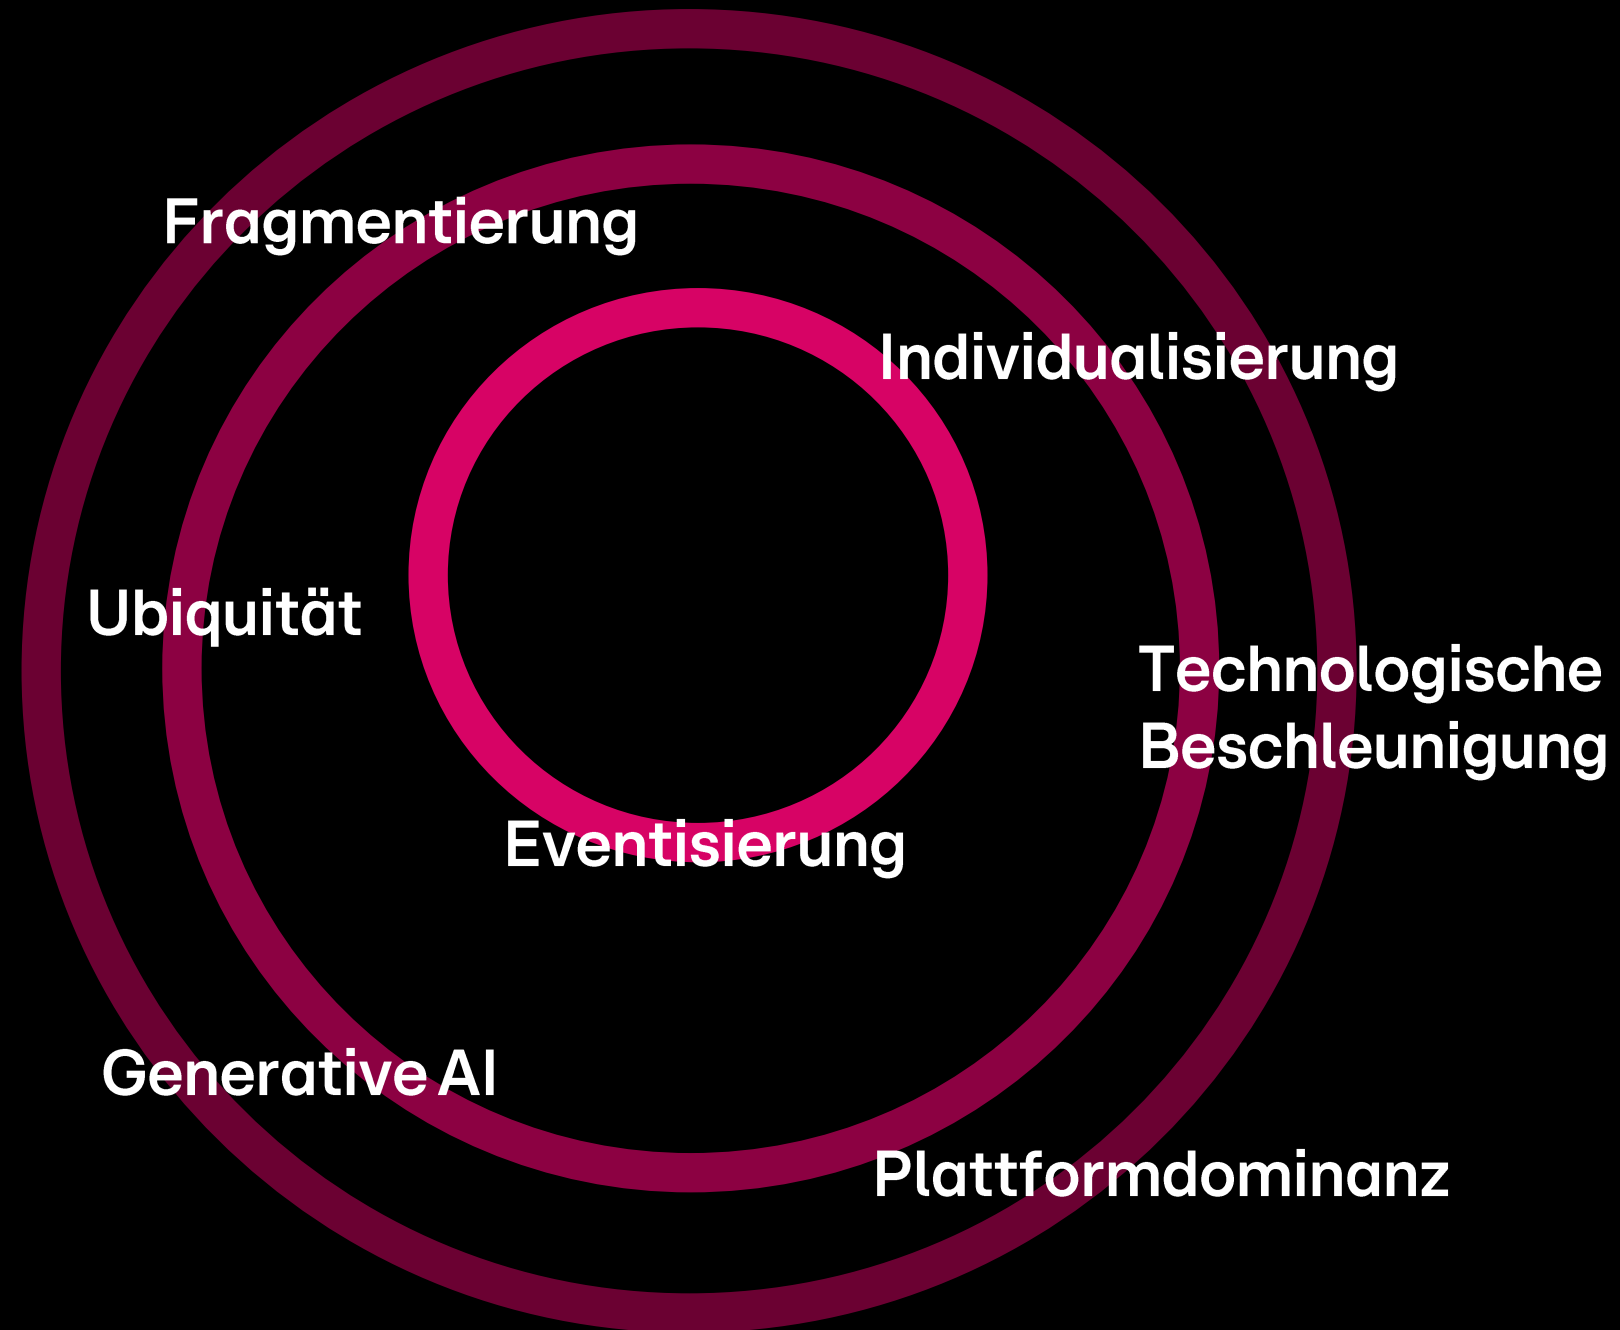 Fragmentierung
Individualisierung
Ubiquität
Technologische
Beschleunigung
Eventisierung
Generative AI
Plattformdominanz